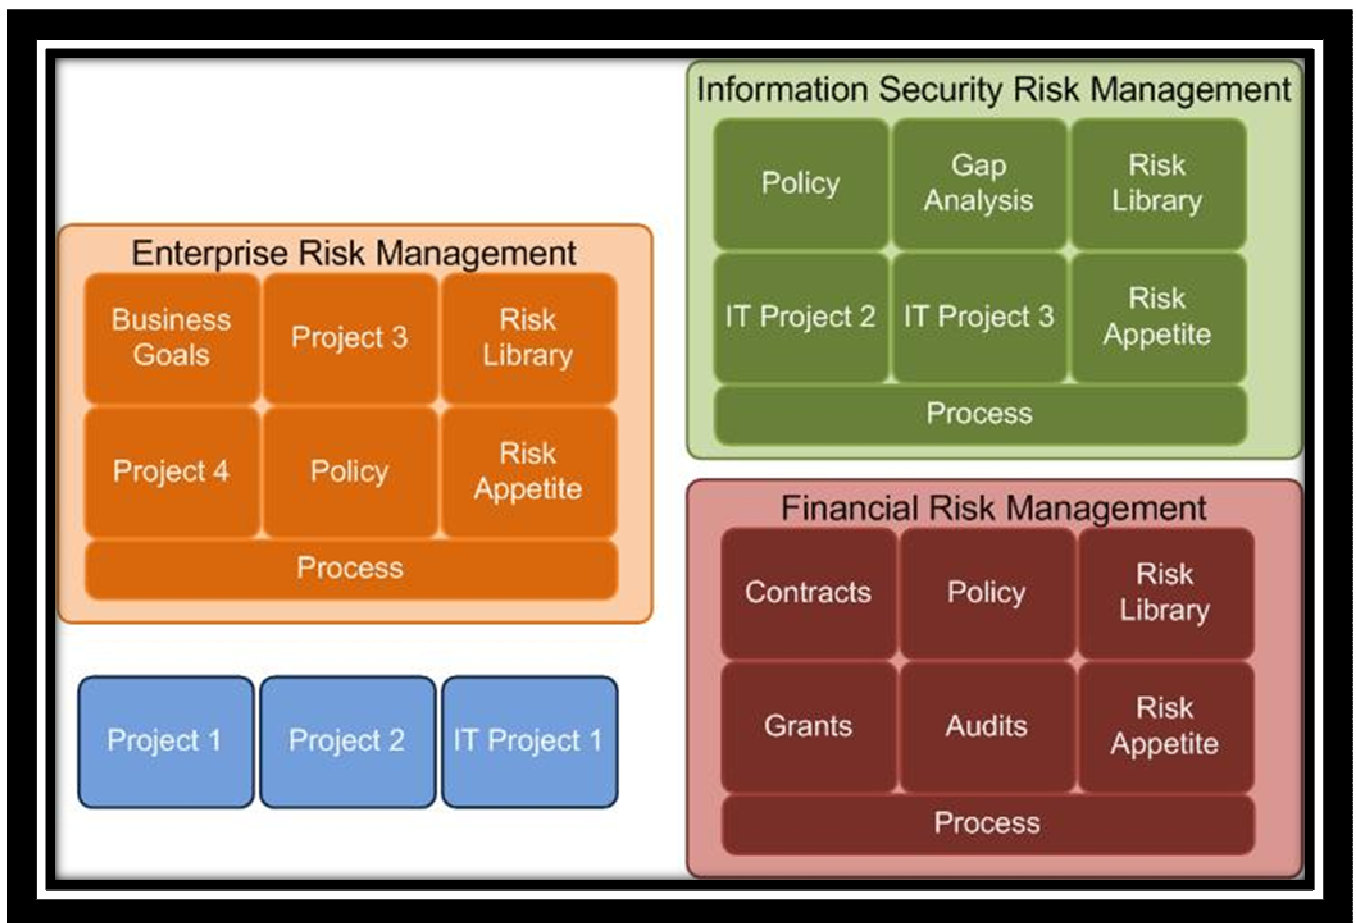 Information Security Risk Management
Policy
Gap
Analysis
Risk
Library
IT Project 2
IT Project 3
Risk
Appetite
Process
Enterprise Risk Management
Business
Goals
Project 3
Risk
Library
Project 4
Policy
Risk
Appetite
Process
Financial Risk Management
Contracts
Policy
Risk
Library
Grants
Audits
Risk
Appetite
Process
Project 1
Project 2
IT Project 1